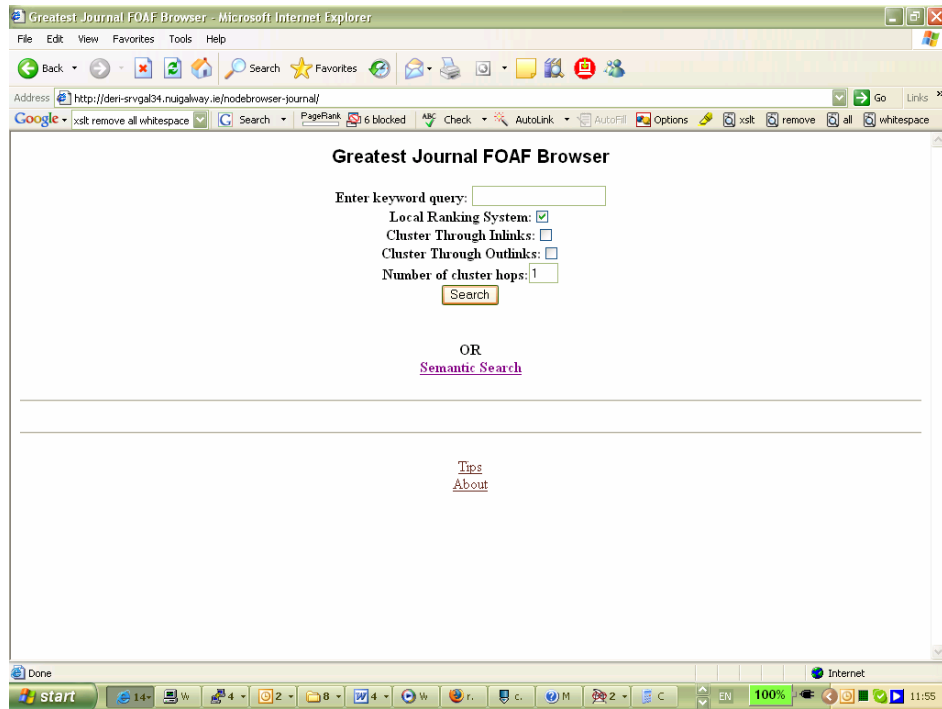 Greatest Journal FOAF Browser - Microsoft Internet Explorer
File Edit View Favorites Tools Help
Back Search Favorites
Address http://deri-srvgal34.nuigalway.ie/nodebrowser-journal/ Go Links »
Google xslt remove all whitespace G Search PageRank 6 blocked ABC Check AutoLink AutoFill Options xslt remove all whitespace
Greatest Journal FOAF Browser
Enter keyword query:
Local Ranking System:
Cluster Through Inlinks:
Cluster Through Outlinks:
Number of cluster hops: 1
Search
OR
Semantic Search
Tips
About
Done Internet
start 14 W 4 2 8 4 W r. c. M 2 C EN 100% 11:55